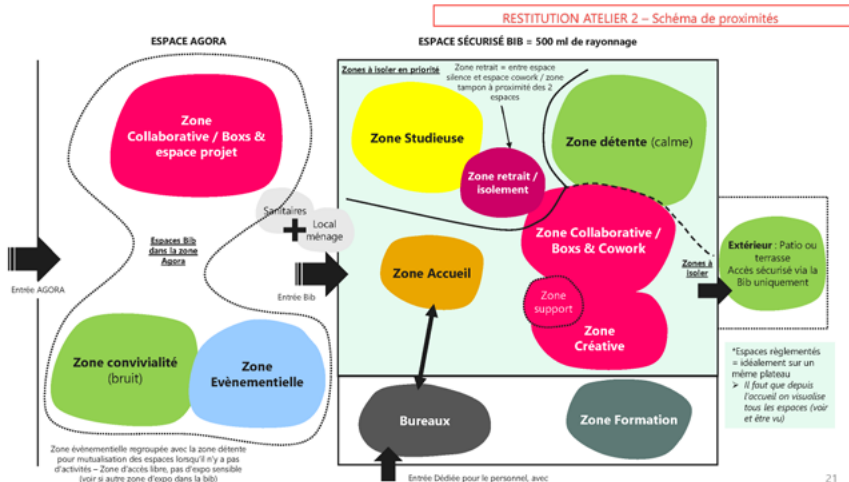 RESTITUTION ATELIER 2 – Schéma de proximités
ESPACE AGORA
ESPACE SÉCURISÉ BIB = 500 ml de rayonnage
Zones à isoler en priorité
Zone retrait = entre espace
silence et espace cowork / zone
tampon à proximité des 2
espaces
Zone
Collaborative / Boxs &
espace projet
Zone Studieuse
Zone détente (calme)
Zone retrait /
isolement
Sanitaires
Local
ménage
Espaces Bib
dans la zone
Agora
Zone Collaborative /
Boxs & Cowork
Extérieur : Patio ou
terrasse
Accès sécurisé via la
Bib uniquement
Zones à
isoler
Zone Accueil
Entrée AGORA
Entrée Bib
Zone
support
Zone
Créative
Zone convivialité
(bruit)
Zone
Evènementielle
*Espaces règlementés
= idéalement sur un
même plateau
➢ Il faut que depuis
l'accueil on visualise
tous les espaces (voir
et être vu)
Bureaux
Zone Formation
Zone évènementielle regroupée avec la zone détente
pour mutualisation des espaces lorsqu'il n'y a pas
d'activités – Zone d'accès libre, pas d'expo sensible
(voir si autre zone d'expo dans la bib)
Entrée Dédiée pour le personnel, avec
21